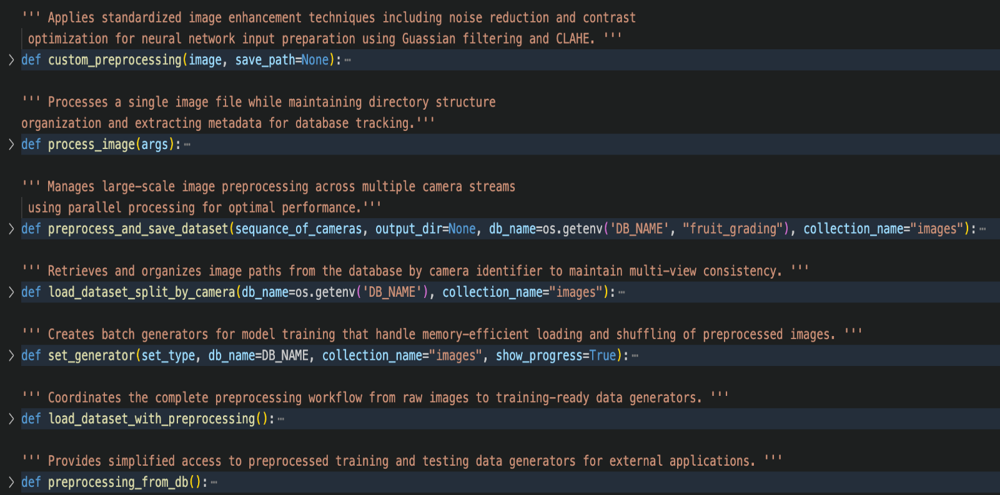 ''' Applies standardized image enhancement techniques including noise reduction and contrast
optimization for neural network input preparation using Guassian filtering and CLAHE. '''
def custom_preprocessing(image, save_path=None):⋯
''' Processes a single image file while maintaining directory structure
organization and extracting metadata for database tracking.'''
def process_image(args):⋯
''' Manages large-scale image preprocessing across multiple camera streams
using parallel processing for optimal performance.'''
def preprocess_and_save_dataset(sequance_of_cameras, output_dir=None, db_name=os.getenv('DB_NAME', "fruit_grading"), collection_name="images"):⋯
''' Retrieves and organizes image paths from the database by camera identifier to maintain multi-view consistency. '''
def load_dataset_split_by_camera(db_name=os.getenv('DB_NAME'), collection_name="images"):⋯
''' Creates batch generators for model training that handle memory-efficient loading and shuffling of preprocessed images. '''
def set_generator(set_type, db_name=DB_NAME, collection_name="images", show_progress=True):⋯
''' Coordinates the complete preprocessing workflow from raw images to training-ready data generators. '''
def load_dataset_with_preprocessing():⋯
''' Provides simplified access to preprocessed training and testing data generators for external applications. '''
def preprocessing_from_db():⋯